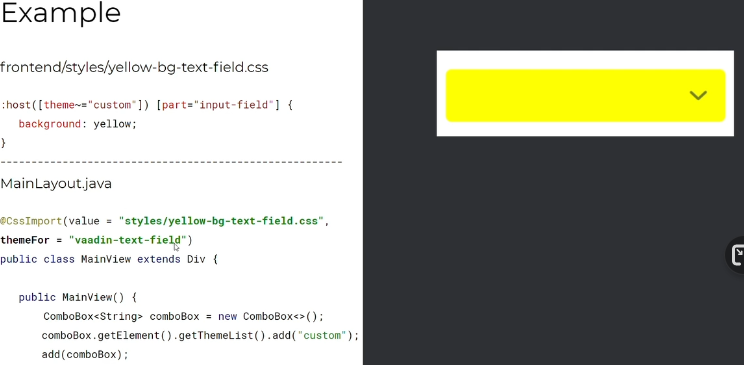 Example
frontend/styles/yellow-bg-text-field.css
:host([theme~="custom"]) [part="input-field"] {
background: yellow;
}
----------------------------------------------------
MainLayout.java
@CssImport(value = "styles/yellow-bg-text-field.css",
themeFor = "vaadin-text-field")
public class MainView extends Div {
public MainView() {
ComboBox<String> comboBox = new ComboBox<>();
comboBox.getElement().getThemeList().add("custom");
add(comboBox);